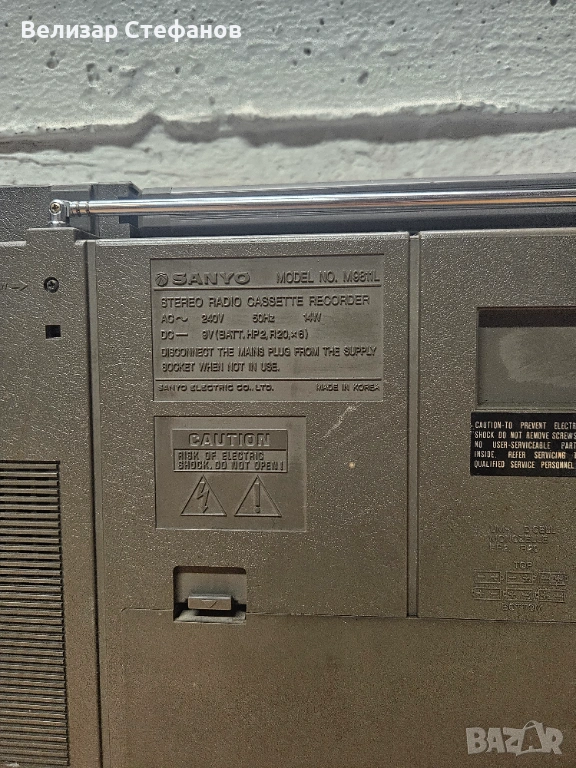 Велизар Стефанов
SANYO MODEL NO. M9811L
STEREO RADIO CASSETTE RECORDER
AC~ 240V 50Hz 14W
DC⎓ 9V (BATT. HP2, R20, ×6)
DISCONNECT THE MAINS PLUG FROM THE SUPPLY
SOCKET WHEN NOT IN USE.
SANYO ELECTRIC CO., LTD. MADE IN KOREA
CAUTION
RISK OF ELECTRIC
SHOCK. DO NOT OPEN!
CAUTION-TO PREVENT ELECTRIC
SHOCK DO NOT REMOVE SCREWS
NO USER-SERVICEABLE PART
INSIDE. REFER SERVICING
QUALIFIED SERVICE PERSONNEL
TOP
BOTTOM
BAZAR